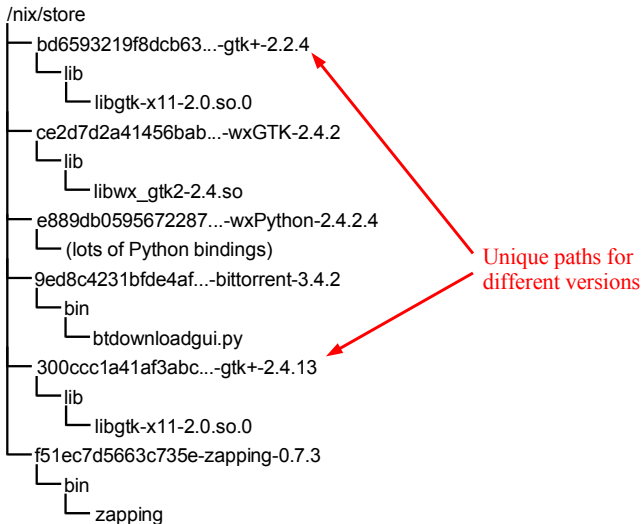 /nix/store
bd6593219f8dcb63...-gtk+-2.2.4
lib
libgtk-x11-2.0.so.0
ce2d7d2a41456bab...-wxGTK-2.4.2
lib
libwx_gtk2-2.4.so
e889db0595672287...-wxPython-2.4.2.4
(lots of Python bindings)
9ed8c4231bfde4af...-bittorrent-3.4.2
bin
btdownloadgui.py
300ccc1a41af3abc...-gtk+-2.4.13
lib
libgtk-x11-2.0.so.0
f51ec7d5663c735e-zapping-0.7.3
bin
zapping
Unique paths for
different versions